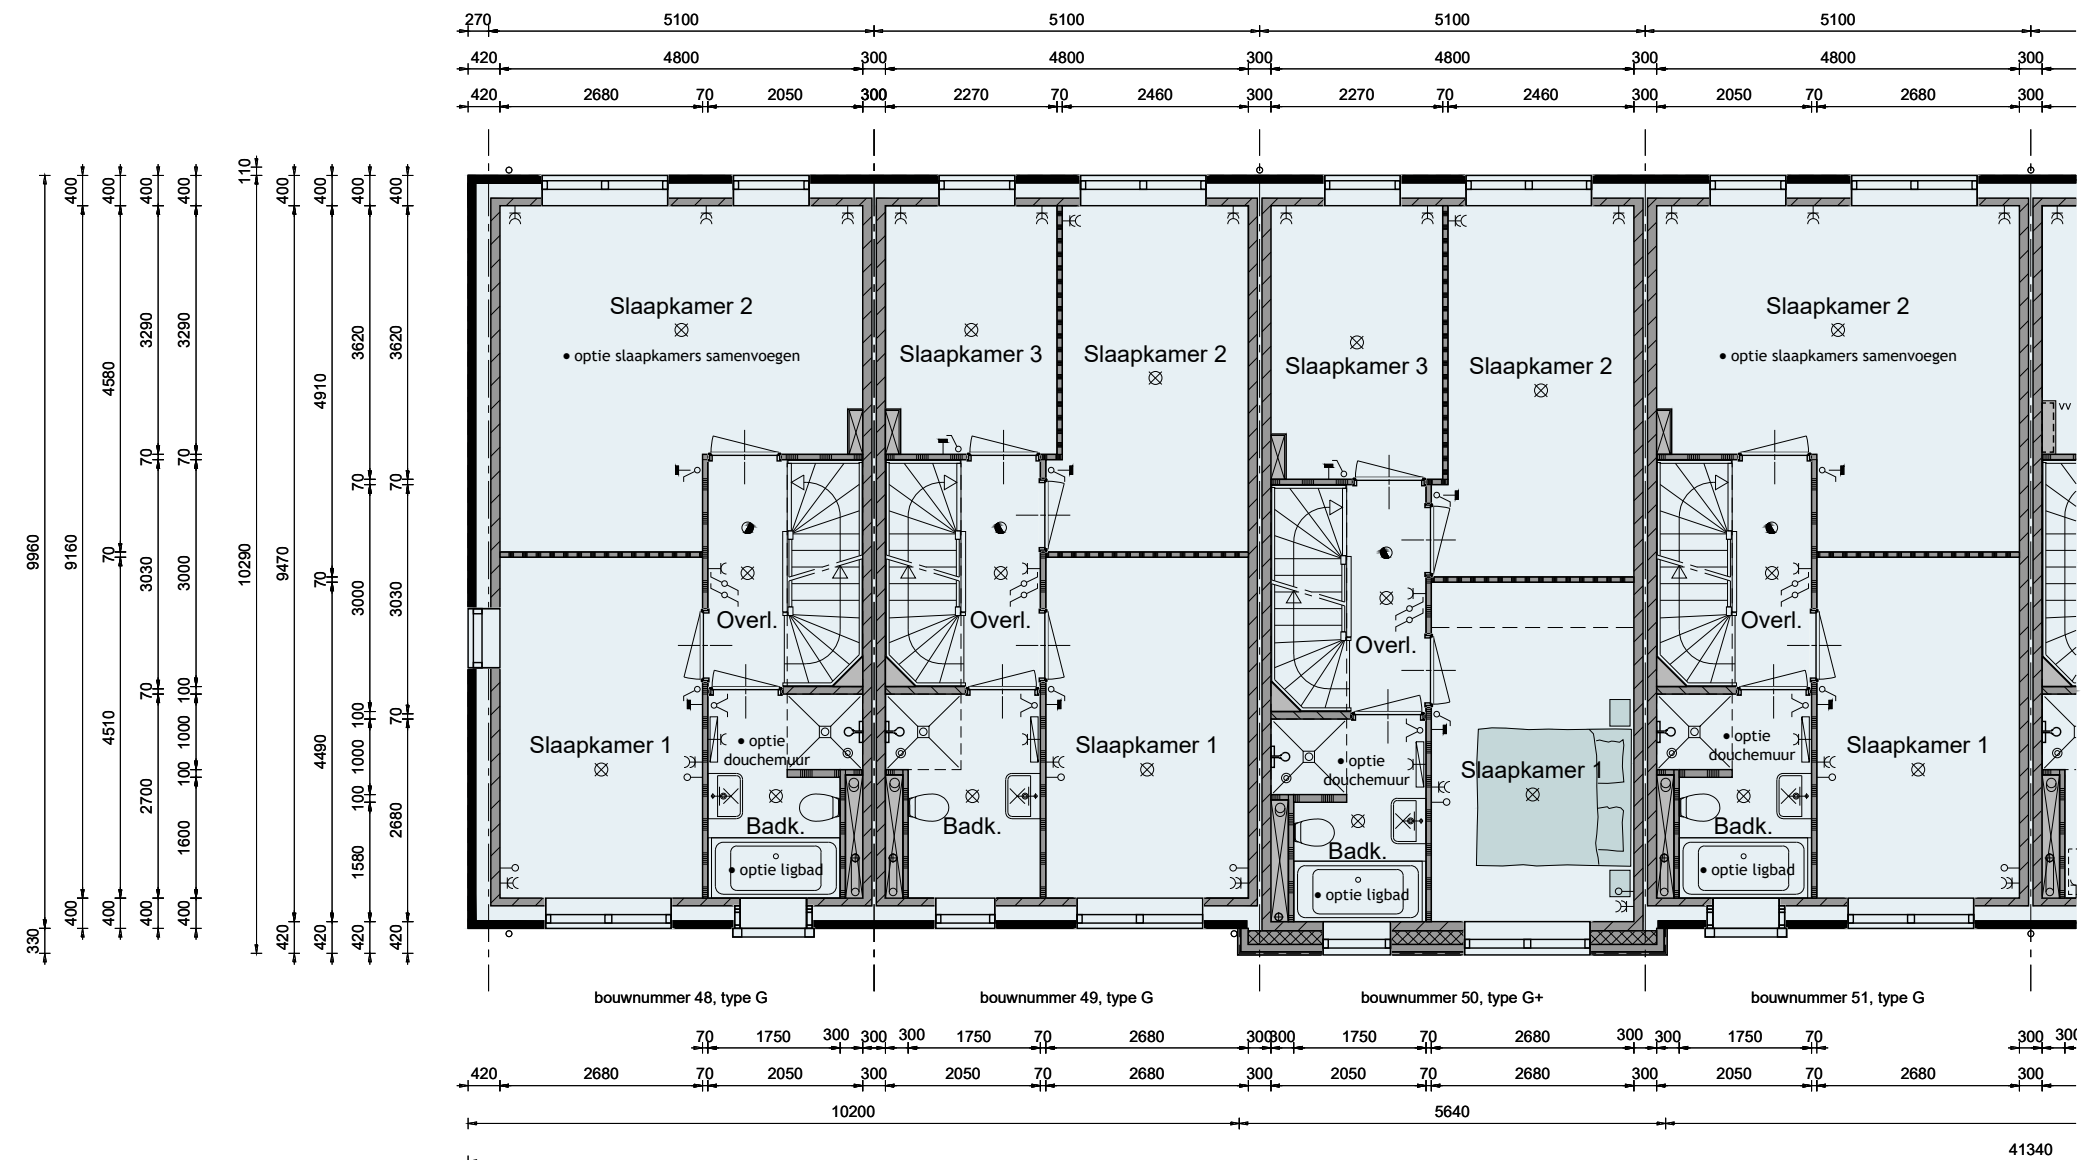 270 5100 5100 5100 5100
420 4800 300 4800 300 4800 300 4800 300
420 2680 70 2050 300 2270 70 2460 300 2270 70 2460 300 2050 70 2680 300
9960 330
400 9160 400
400 4580 70 4510 400
400 3290 70 3030 70 2700 400
400 3290 70 3000 100 1000 100 1600 400
110 10290
400 9470 420
400 4910 70 4490 420
400 3620 70 3000 100 1000 100 1580 420
400 3620 70 3030 70 2680 420
Slaapkamer 2
• optie slaapkamers samenvoegen
Overl.
Slaapkamer 1
• optie
douchemuur
Badk.
• optie ligbad
Slaapkamer 3
Slaapkamer 2
Overl.
Slaapkamer 1
Badk.
Slaapkamer 3
Slaapkamer 2
Overl.
• optie
douchemuur
Slaapkamer 1
Badk.
• optie ligbad
Slaapkamer 2
• optie slaapkamers samenvoegen
Overl.
• optie
douchemuur
Slaapkamer 1
Badk.
• optie ligbad
vv
bouwnummer 48, type G
bouwnummer 49, type G
bouwnummer 50, type G+
bouwnummer 51, type G
70 1750 300 300 300 1750 70 2680 300 300 1750 70 2680 300 300 1750 70 300 300
420 2680 70 2050 300 2050 70 2680 300 2050 70 2680 300 2050 70 2680 300
10200 5640
41340